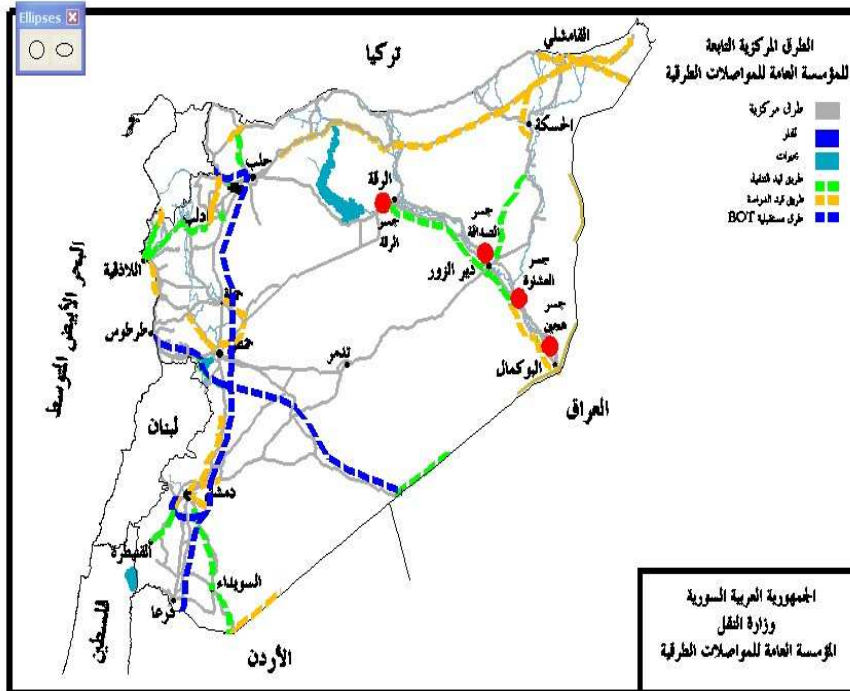 Ellipses
الطرق المركزية التابعة
للمؤسسة العامة للمواصلات الطرقية
طرق مركزية
بحيرات
طريق قيد التنفيذ
طريق قيد الدراسة
طرق مستقبلية BOT
تركيا
القامشلي
الحسكة
حلب
الرقة
جسر
الرقة
جسر
الصداقة
دير الزور
جسر
العشارة
جسر
هجين
البوكمال
العراق
ادلب
اللاذقية
حماة
طرطوس
حمص
تدمر
البحر الأبيض المتوسط
لبنان
دمشق
القنيطرة
السويداء
درعا
فلسطين
الأردن
الجمهورية العربية السورية
وزارة النقل
المؤسسة العامة للمواصلات الطرقية